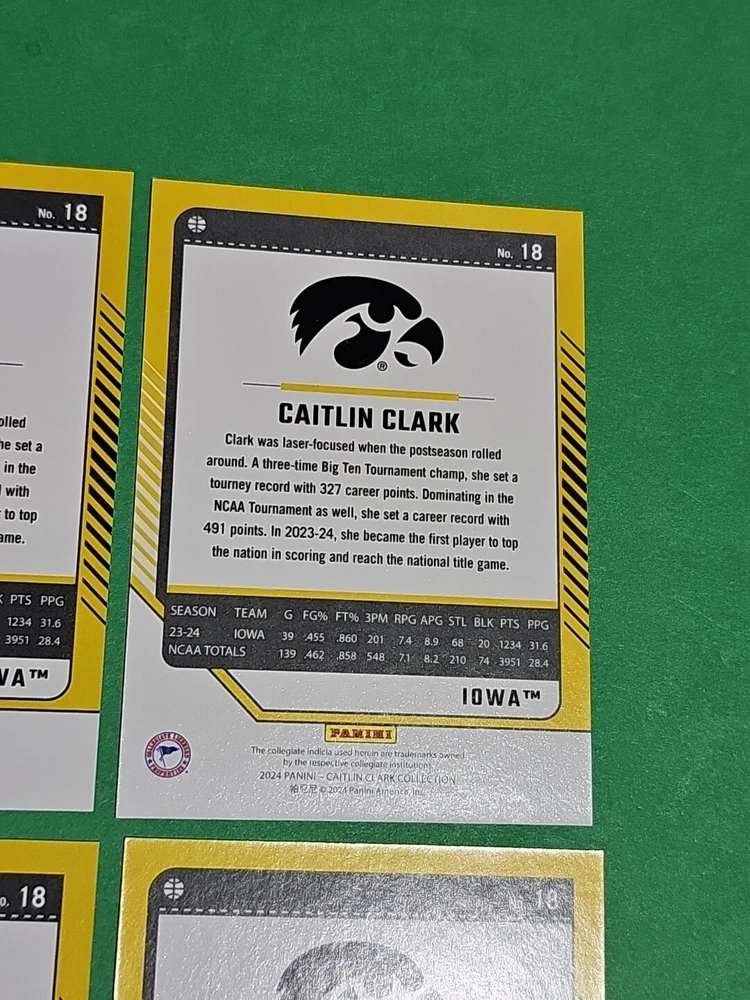 No. 18
olled
he set a
in the
with
to top
ame.
PTS PPG
1234 31.6
3951 28.4
WA™
No. 18
®
CAITLIN CLARK
Clark was laser-focused when the postseason rolled
around. A three-time Big Ten Tournament champ, she set a
tourney record with 327 career points. Dominating in the
NCAA Tournament as well, she set a career record with
491 points. In 2023-24, she became the first player to top
the nation in scoring and reach the national title game.
SEASON TEAM G FG% FT% 3PM RPG APG STL BLK PTS PPG
23-24 IOWA 39 .455 .860 201 7.4 8.9 68 20 1234 31.6
NCAA TOTALS 139 .462 .858 548 7.1 8.2 210 74 3951 28.4
IOWA™
PANINI
The collegiate indicia used herein are trademarks owned
by the respective collegiate institutions.
2024 PANINI – CAITLIN CLARK COLLECTION
帕尼尼 © 2024 Panini America, Inc.
o. 18
No. 18